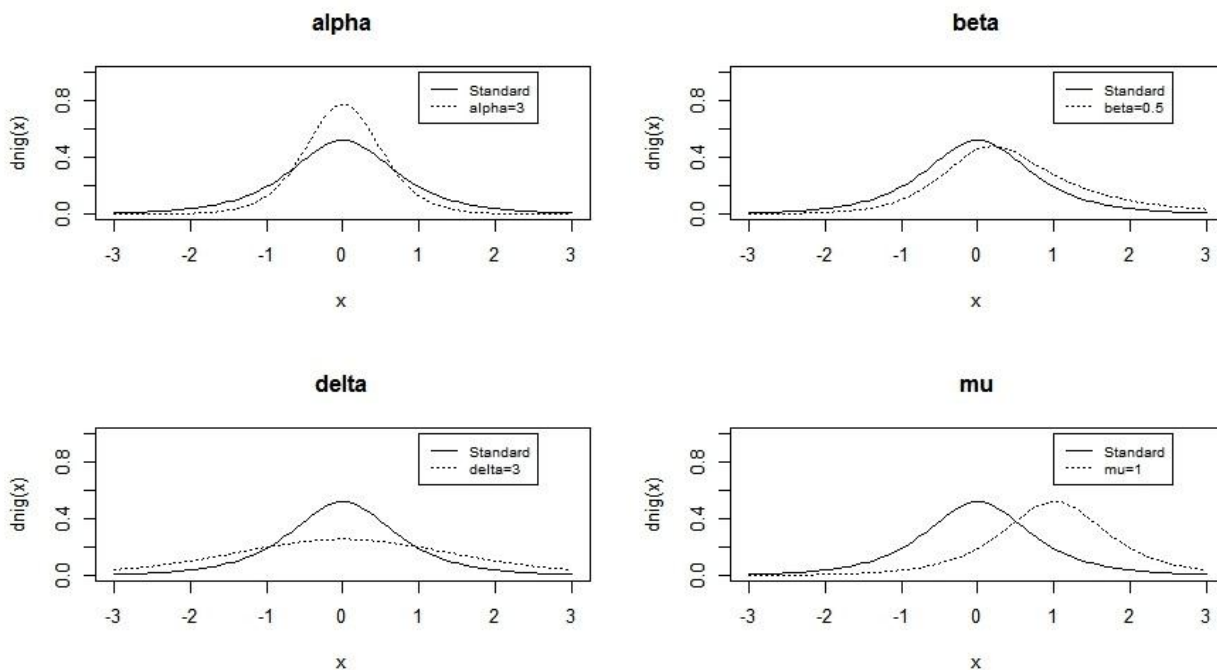 alpha
dnig(x)
0.0 0.4 0.8
Standard
alpha=3
-3 -2 -1 0 1 2 3
x
beta
dnig(x)
0.0 0.4 0.8
Standard
beta=0.5
-3 -2 -1 0 1 2 3
x
delta
dnig(x)
0.0 0.4 0.8
Standard
delta=3
-3 -2 -1 0 1 2 3
x
mu
dnig(x)
0.0 0.4 0.8
Standard
mu=1
-3 -2 -1 0 1 2 3
x